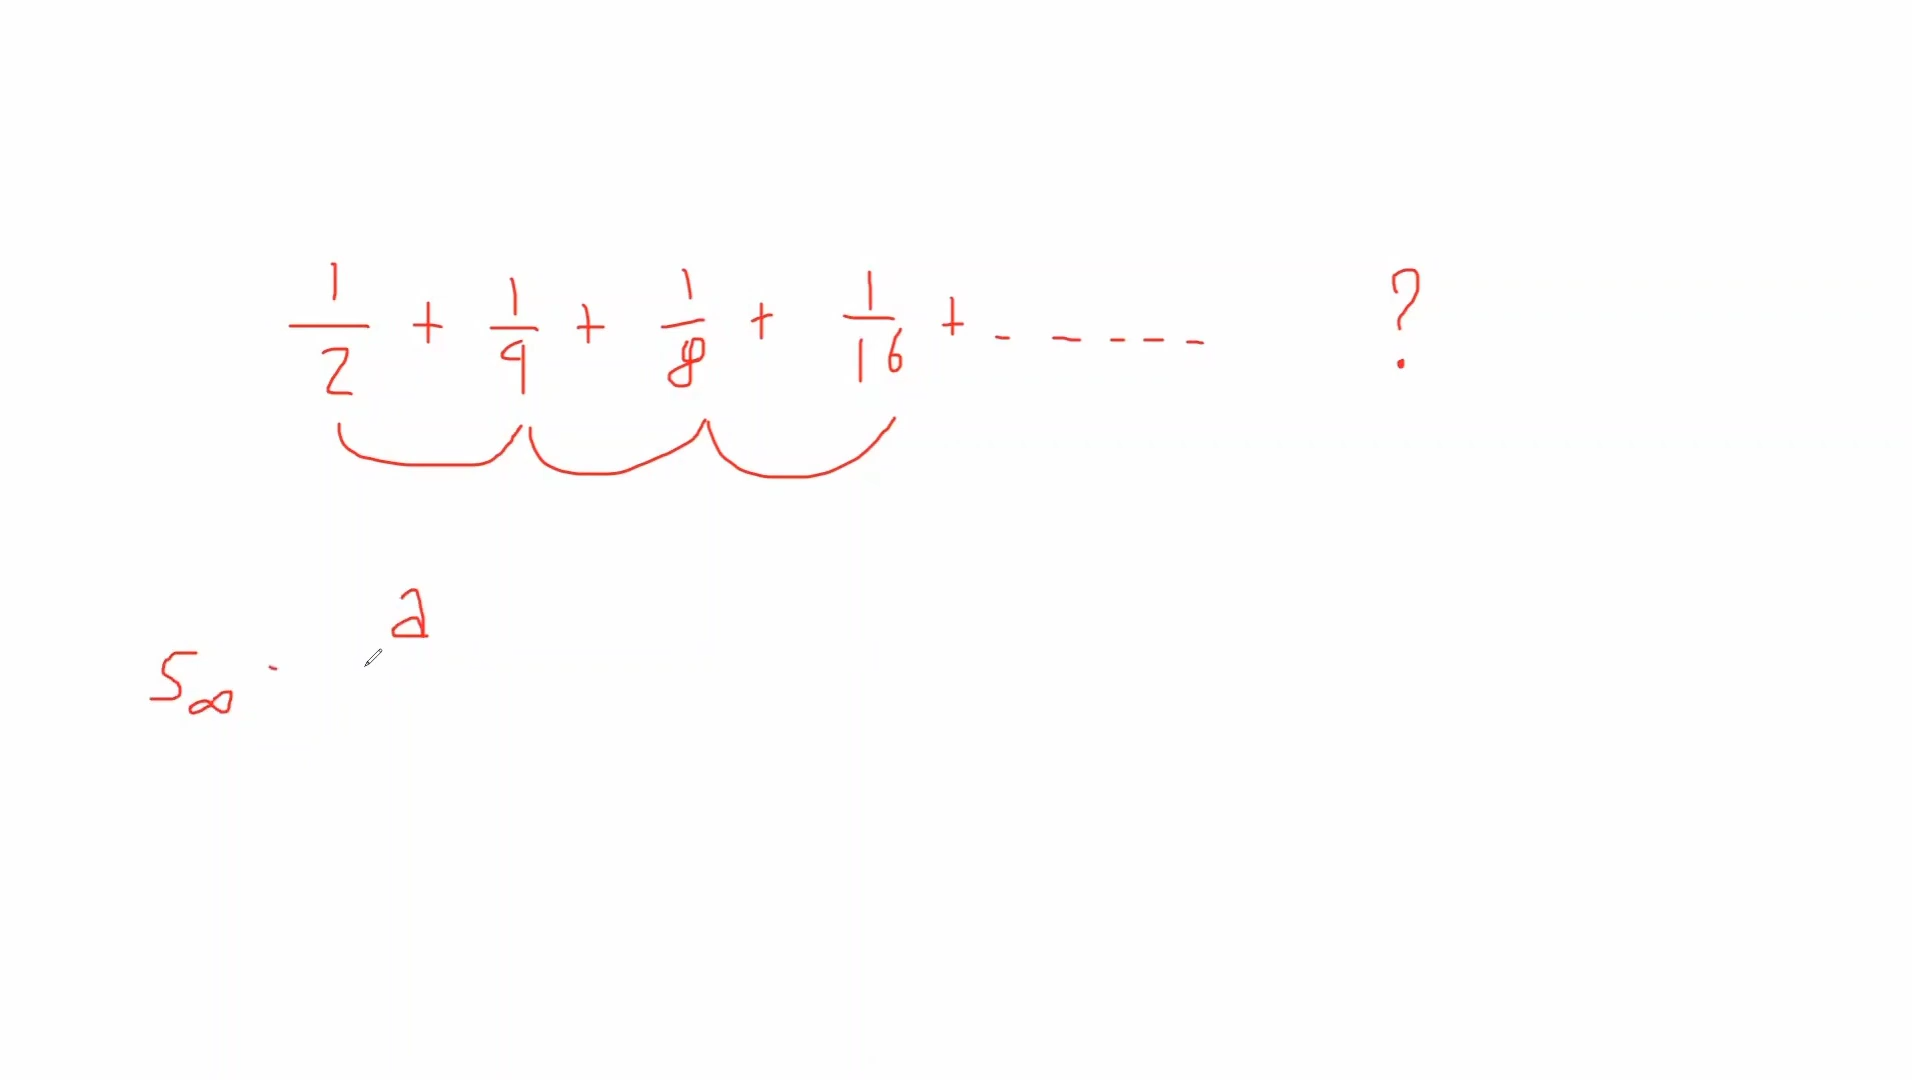 1/2 + 1/4 + 1/8 + 1/16 + - - - - - ?
S∞ - a